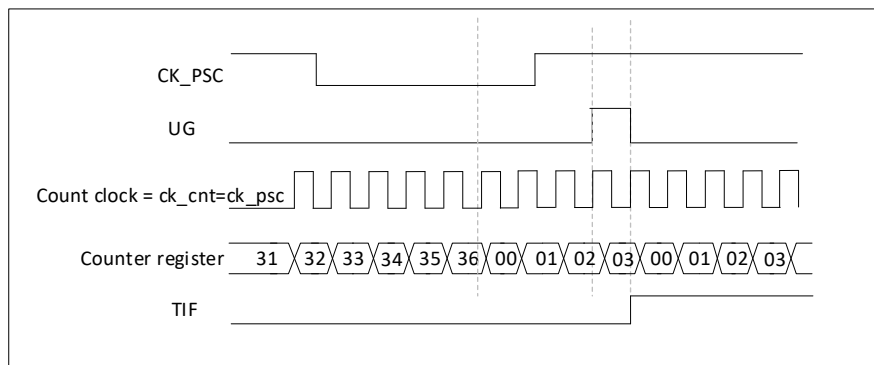 CK_PSC
UG
Count clock = ck_cnt=ck_psc
Counter register 31 32 33 34 35 36 00 01 02 03 00 01 02 03
TIF